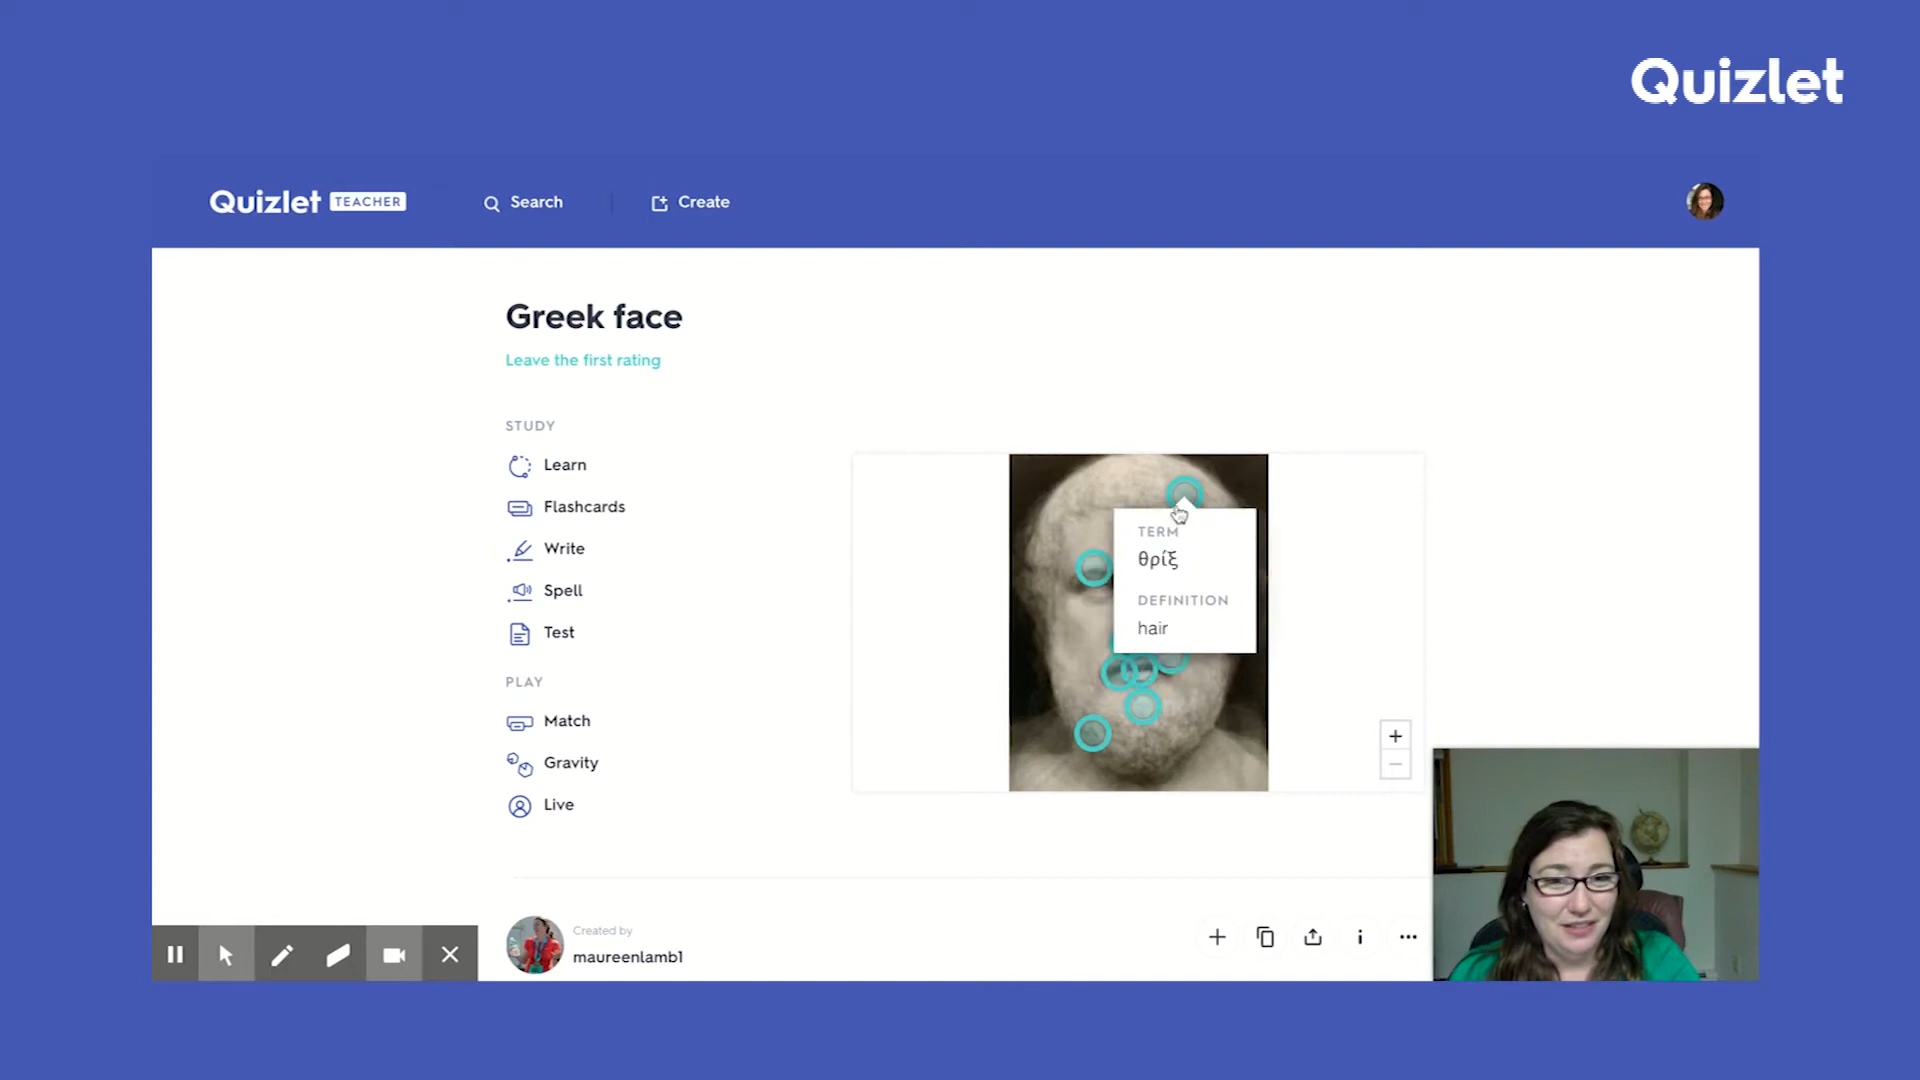 Quizlet
Quizlet TEACHER
Search
Create
Greek face
Leave the first rating
STUDY
Learn
Flashcards
Write
Spell
Test
PLAY
Match
Gravity
Live
TERM
θρίξ
DEFINITION
hair
Created by
maureenlamb1